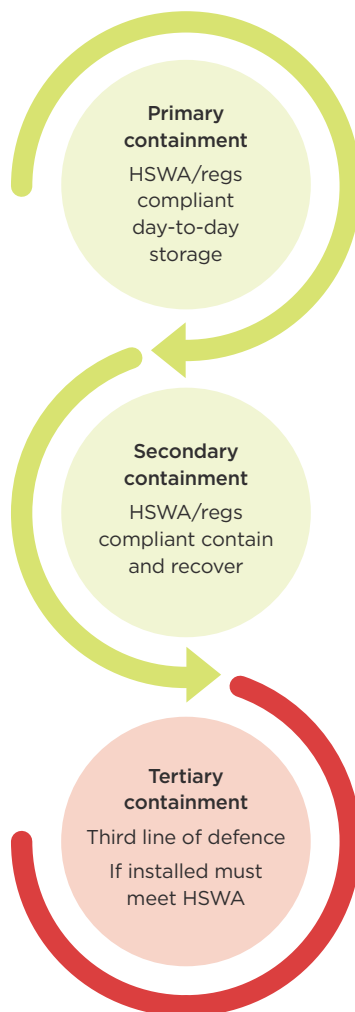 Primary
containment
HSWA/regs
compliant
day-to-day
storage
Secondary
containment
HSWA/regs
compliant contain
and recover
Tertiary
containment
Third line of defence
If installed must
meet HSWA